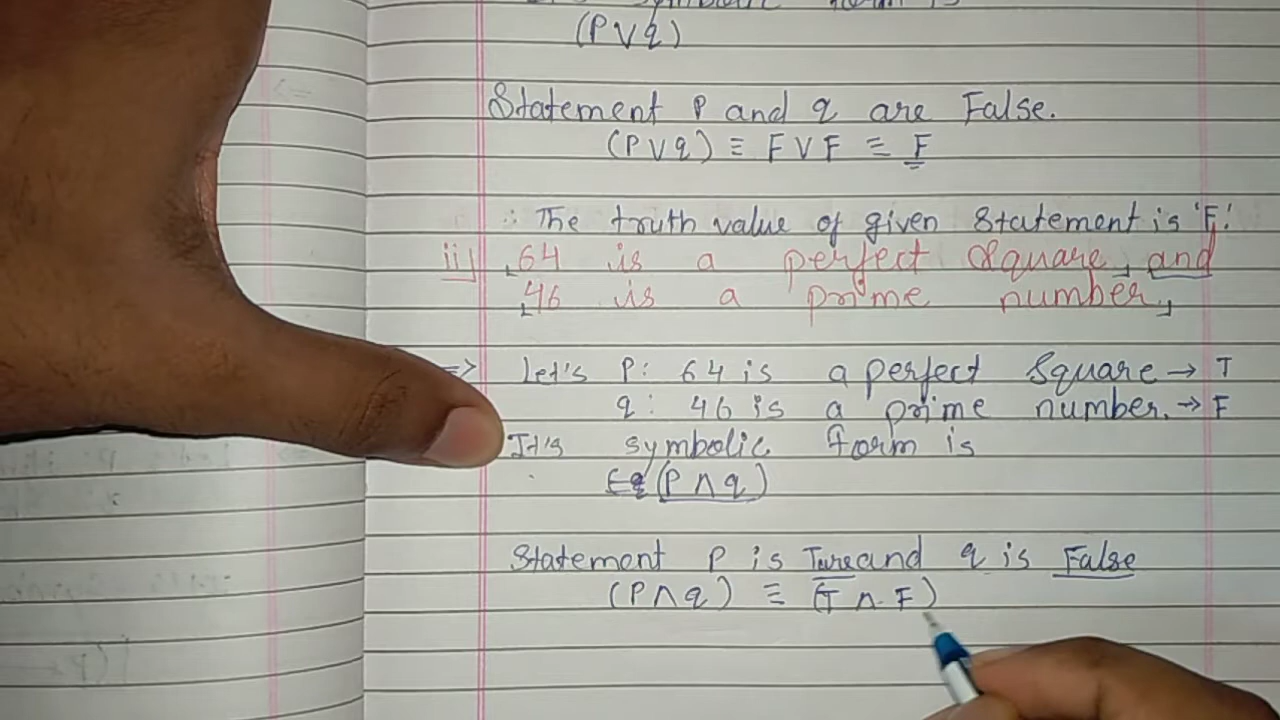 (P∨q)
Statement P and q are False.
(P∨q) ≡ F∨F ≡ F
∴ The truth value of given Statement is 'F'.
ii) 64 is a perfect Square and
46 is a prime number
=> Let's P: 64 is a perfect Square → T
q: 46 is a prime number. → F
It's symbolic form is
(P∧q)
Statement P is Ture and q is False
(P∧q) ≡ (T ∧ F)